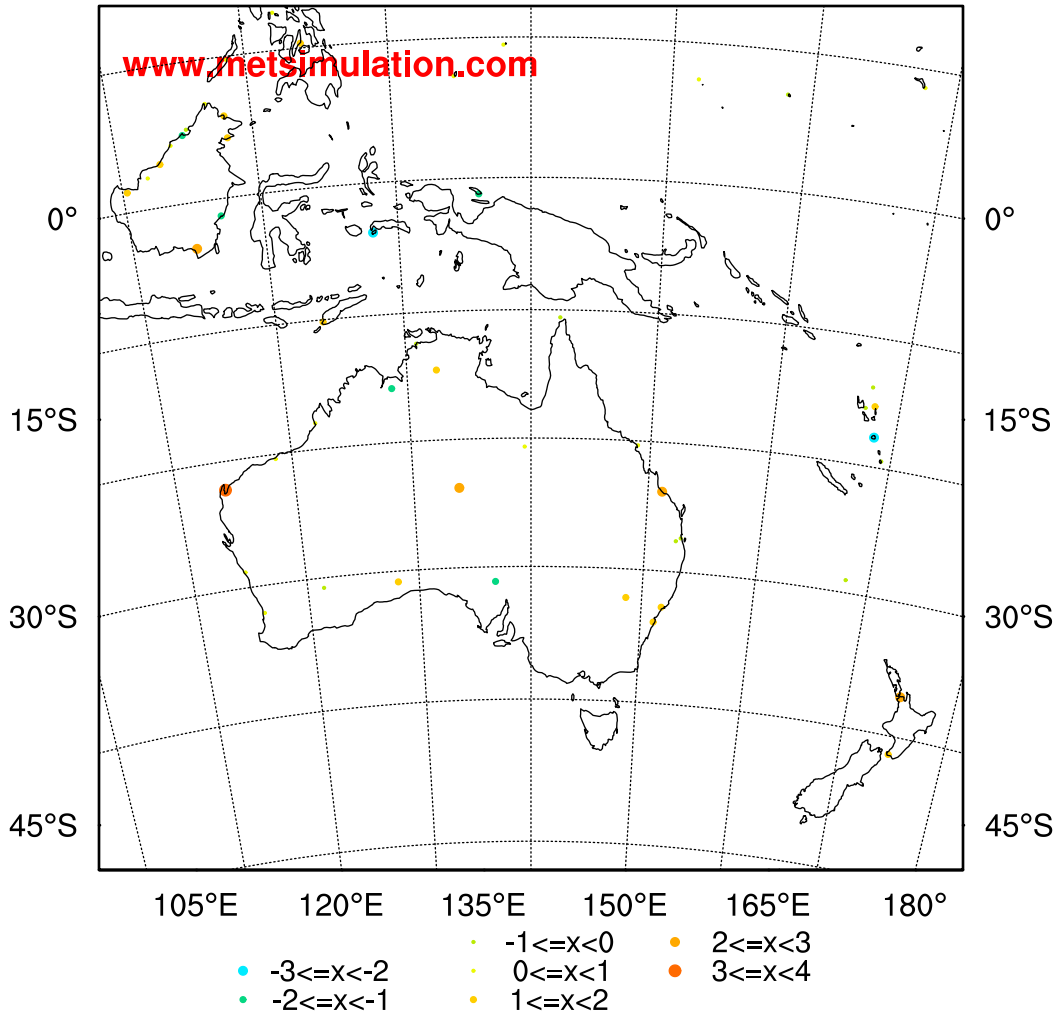 www.metsimulation.com
0° 0°
15°S 15°S
30°S 30°S
45°S 45°S
105°E 120°E 135°E 150°E 165°E 180°
-1<=x<0 2<=x<3
-3<=x<-2 0<=x<1 3<=x<4
-2<=x<-1 1<=x<2